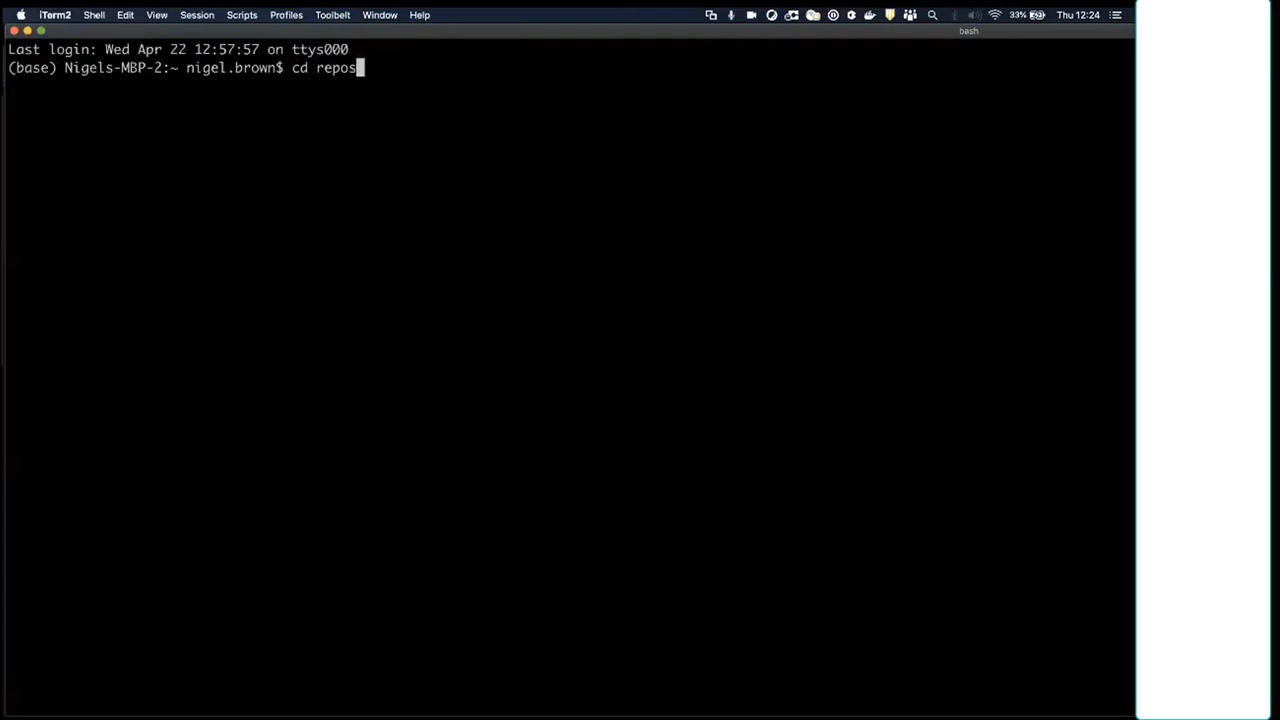 iTerm2 Shell Edit View Session Scripts Profiles Toolbelt Window Help 33% Thu 12:24
bash
Last login: Wed Apr 22 12:57:57 on ttys000
(base) Nigels-MBP-2:~ nigel.brown$ cd repos